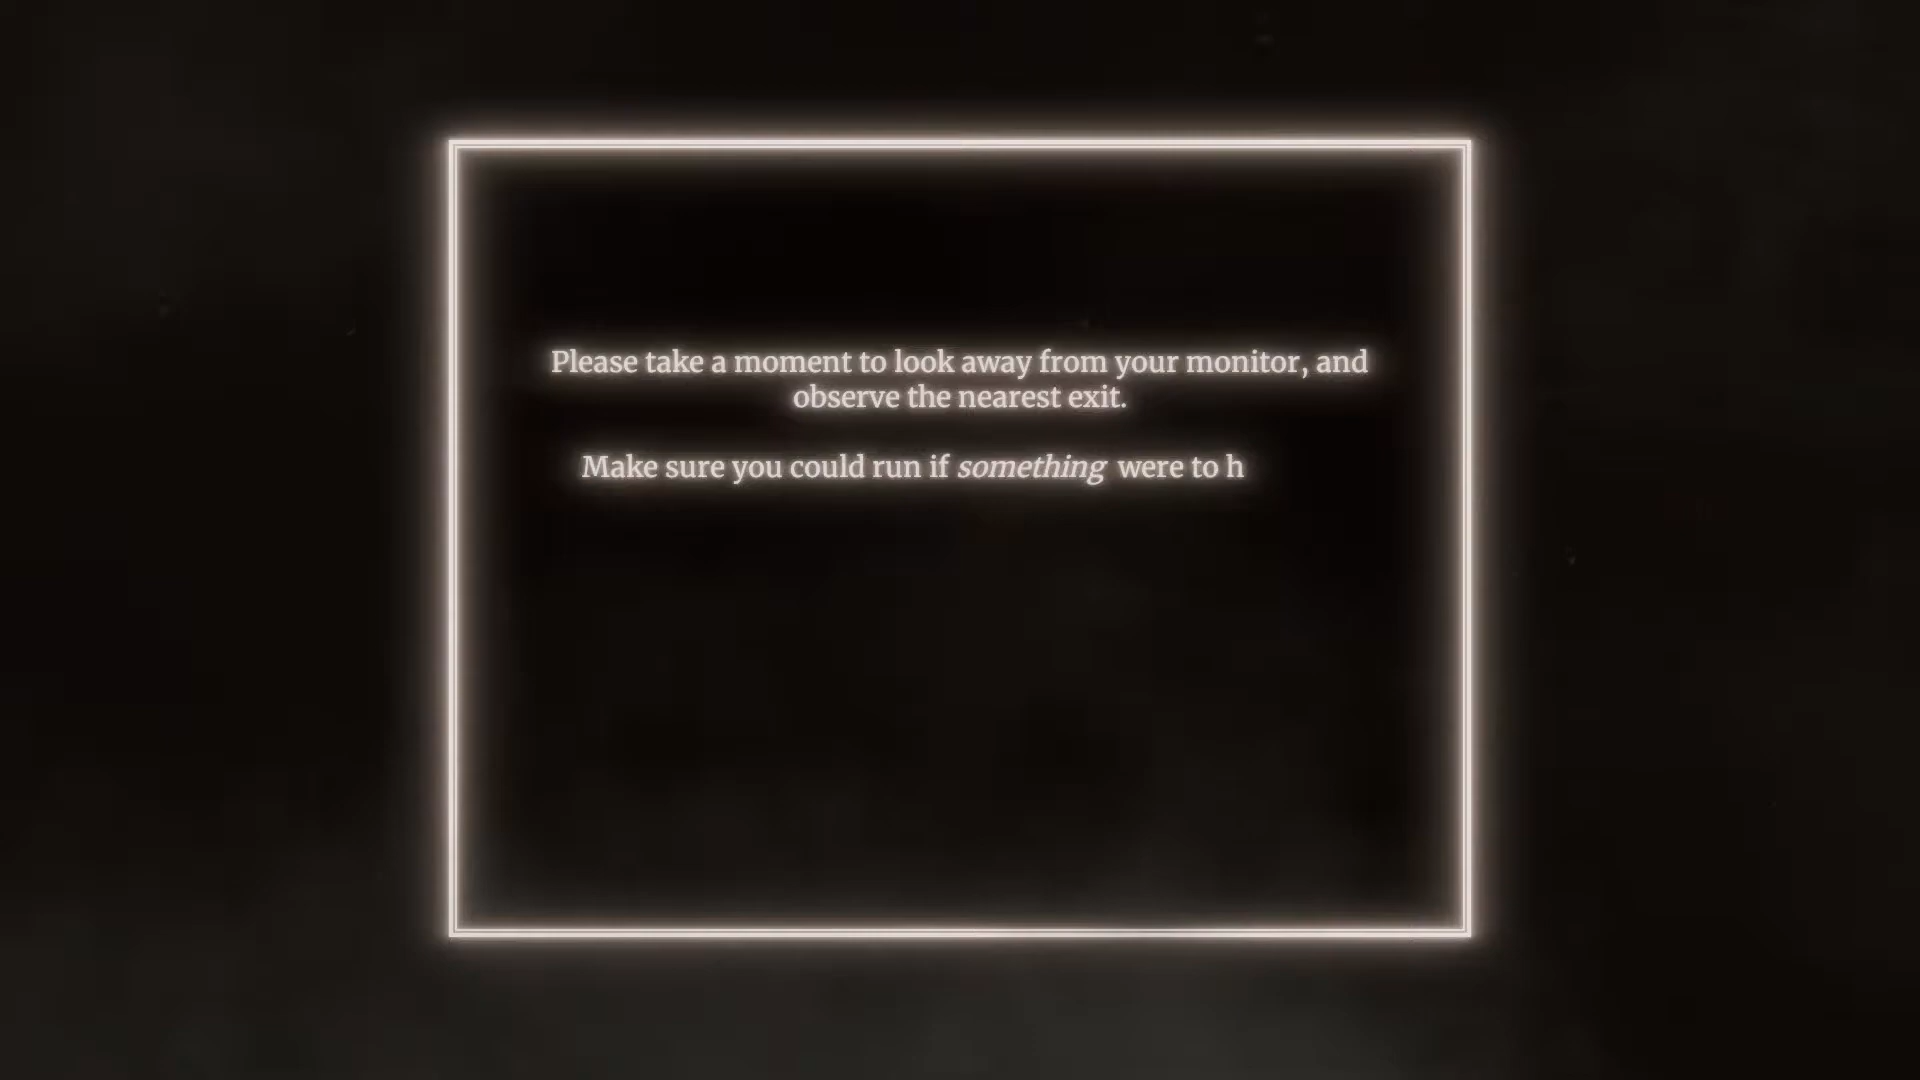 Please take a moment to look away from your monitor, and
observe the nearest exit.
Make sure you could run if something were to h